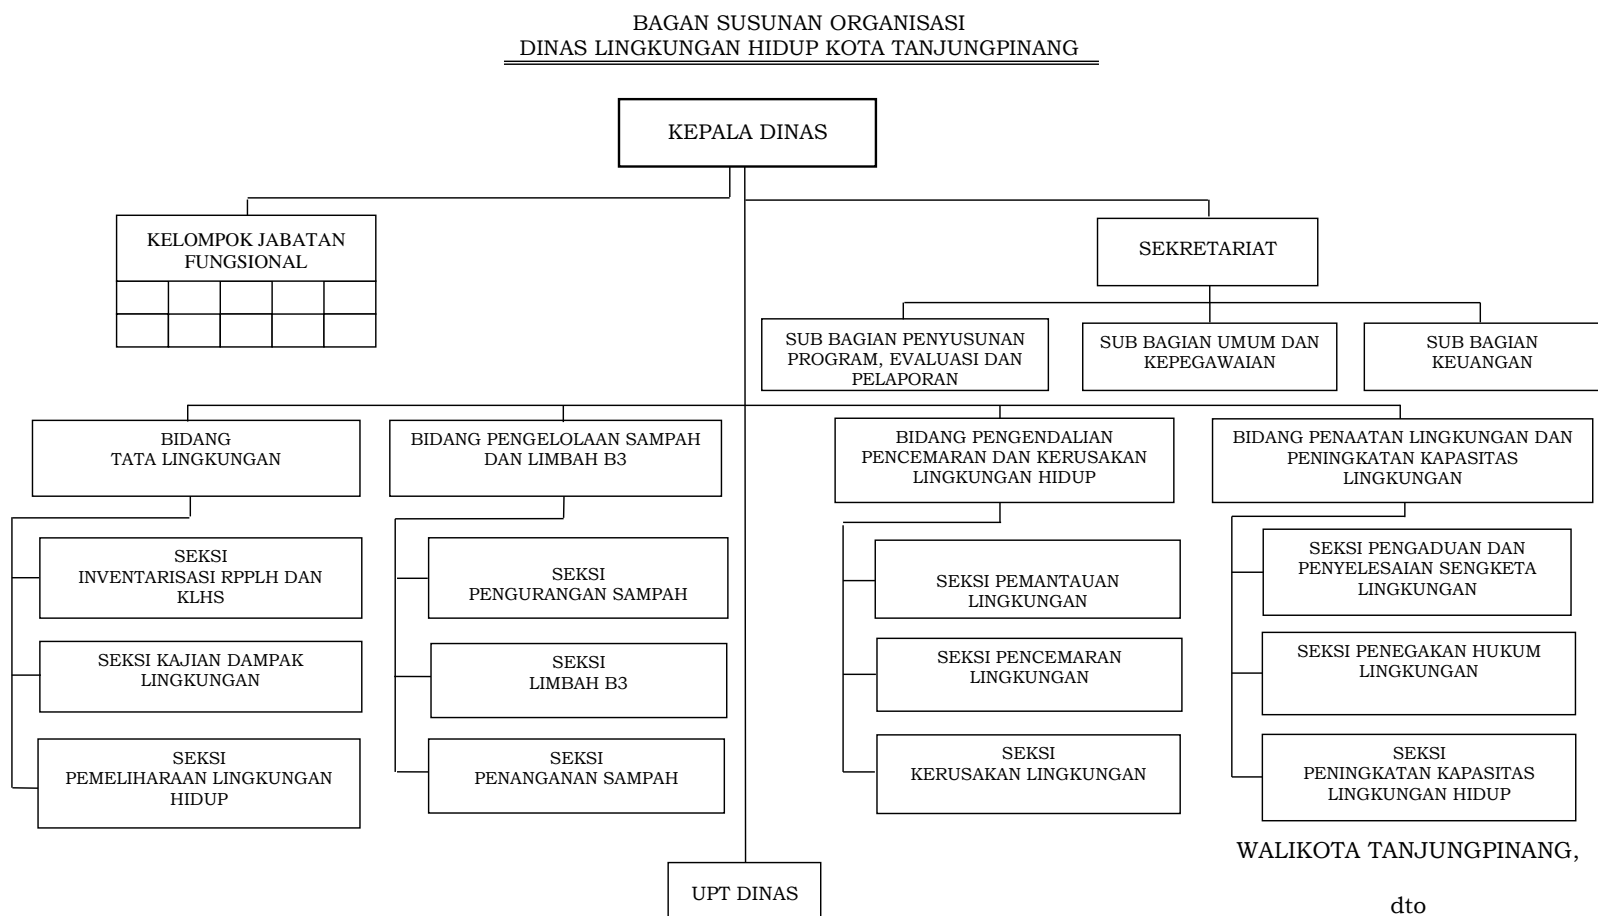 BAGAN SUSUNAN ORGANISASI
DINAS LINGKUNGAN HIDUP KOTA TANJUNGPINANG
KEPALA DINAS
KELOMPOK JABATAN
FUNGSIONAL
SEKRETARIAT
SUB BAGIAN PENYUSUNAN
PROGRAM, EVALUASI DAN
PELAPORAN
SUB BAGIAN UMUM DAN
KEPEGAWAIAN
SUB BAGIAN
KEUANGAN
BIDANG
TATA LINGKUNGAN
BIDANG PENGELOLAAN SAMPAH
DAN LIMBAH B3
BIDANG PENGENDALIAN
PENCEMARAN DAN KERUSAKAN
LINGKUNGAN HIDUP
BIDANG PENAATAN LINGKUNGAN DAN
PENINGKATAN KAPASITAS
LINGKUNGAN
SEKSI
INVENTARISASI RPPLH DAN
KLHS
SEKSI KAJIAN DAMPAK
LINGKUNGAN
SEKSI
PEMELIHARAAN LINGKUNGAN
HIDUP
SEKSI
PENGURANGAN SAMPAH
SEKSI
LIMBAH B3
SEKSI
PENANGANAN SAMPAH
SEKSI PEMANTAUAN
LINGKUNGAN
SEKSI PENCEMARAN
LINGKUNGAN
SEKSI
KERUSAKAN LINGKUNGAN
SEKSI PENGADUAN DAN
PENYELESAIAN SENGKETA
LINGKUNGAN
SEKSI PENEGAKAN HUKUM
LINGKUNGAN
SEKSI
PENINGKATAN KAPASITAS
LINGKUNGAN HIDUP
UPT DINAS
WALIKOTA TANJUNGPINANG,
dto